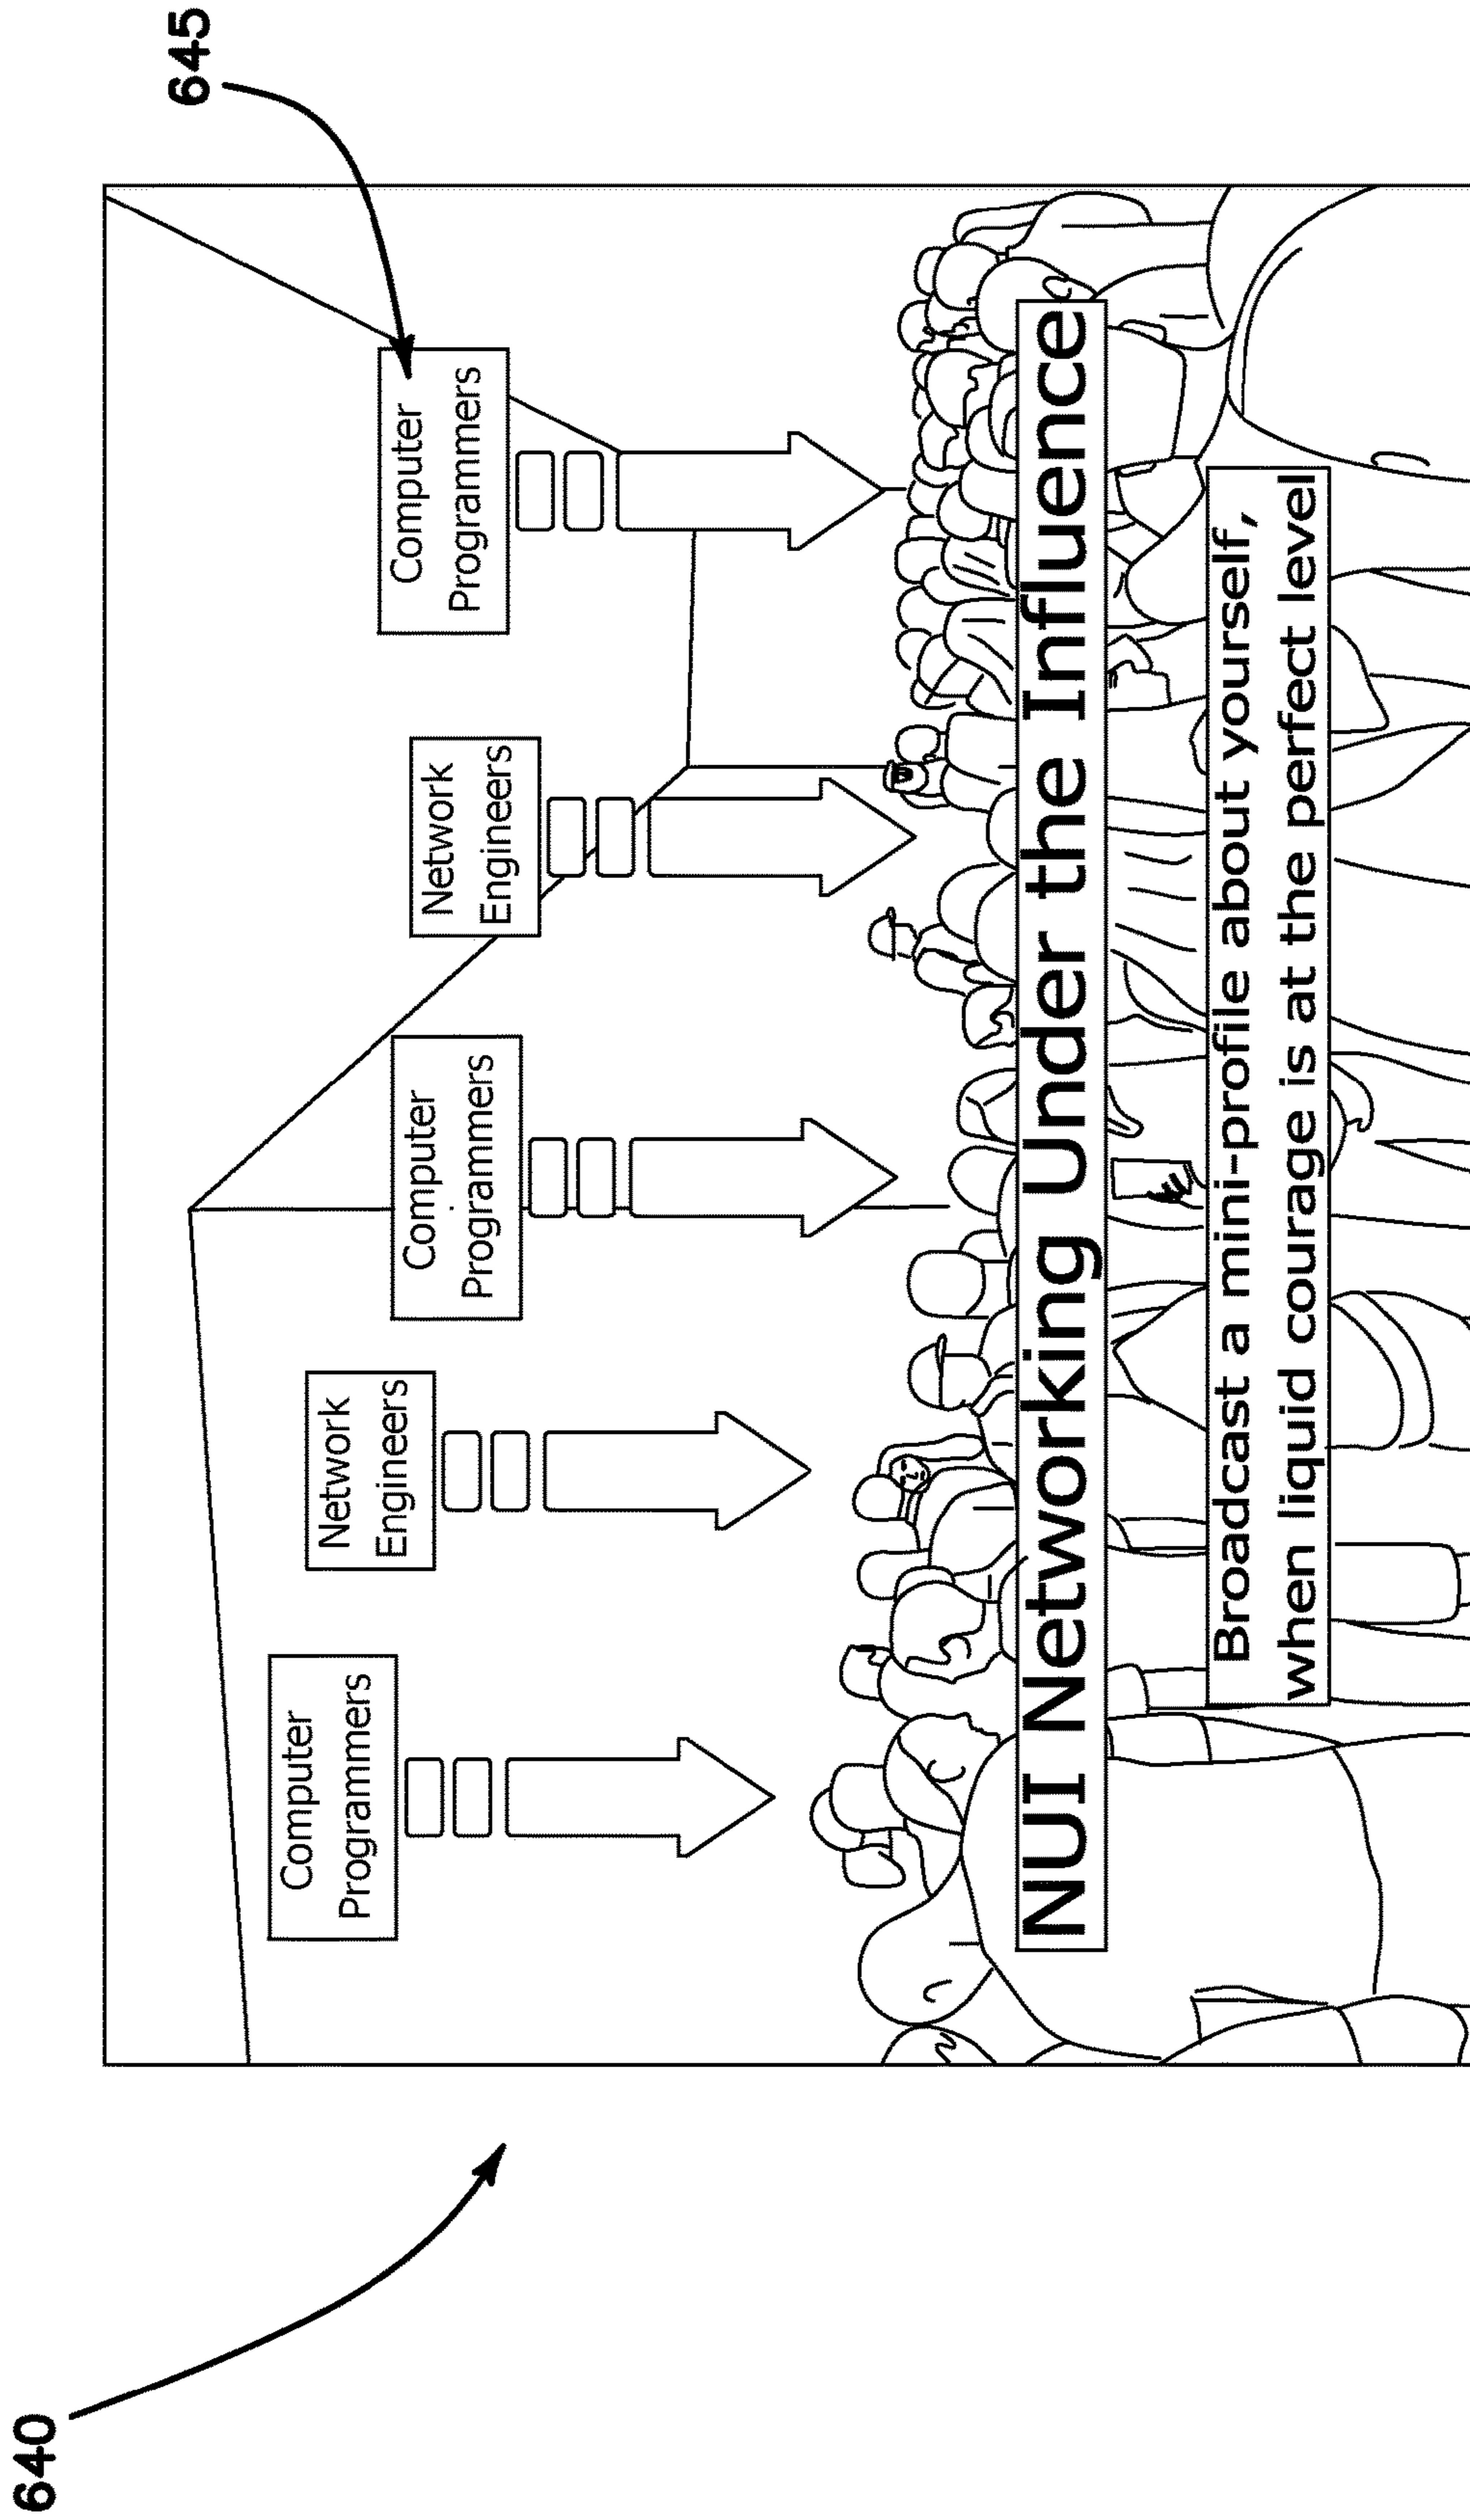 640
645
Computer
Programmers
Network
Engineers
Computer
Programmers
Network
Engineers
Computer
Programmers
NUI Networking Under the Influence
Broadcast a mini-profile about yourself,
when liquid courage is at the perfect level